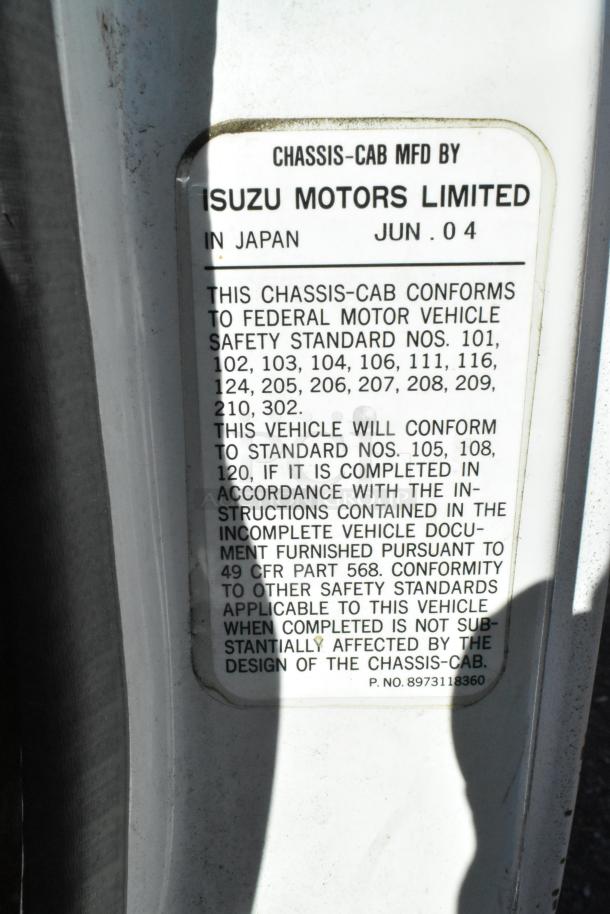 CHASSIS-CAB MFD BY
ISUZU MOTORS LIMITED
IN JAPAN JUN . 0 4
THIS CHASSIS-CAB CONFORMS
TO FEDERAL MOTOR VEHICLE
SAFETY STANDARD NOS. 101,
102, 103, 104, 106, 111, 116,
124, 205, 206, 207, 208, 209,
210, 302.
THIS VEHICLE WILL CONFORM
TO STANDARD NOS. 105, 108,
120, IF IT IS COMPLETED IN
ACCORDANCE WITH THE IN-
STRUCTIONS CONTAINED IN THE
INCOMPLETE VEHICLE DOCU-
MENT FURNISHED PURSUANT TO
49 CFR PART 568. CONFORMITY
TO OTHER SAFETY STANDARDS
APPLICABLE TO THIS VEHICLE
WHEN COMPLETED IS NOT SUB-
STANTIALLY AFFECTED BY THE
DESIGN OF THE CHASSIS-CAB.
P. NO. 8973118360